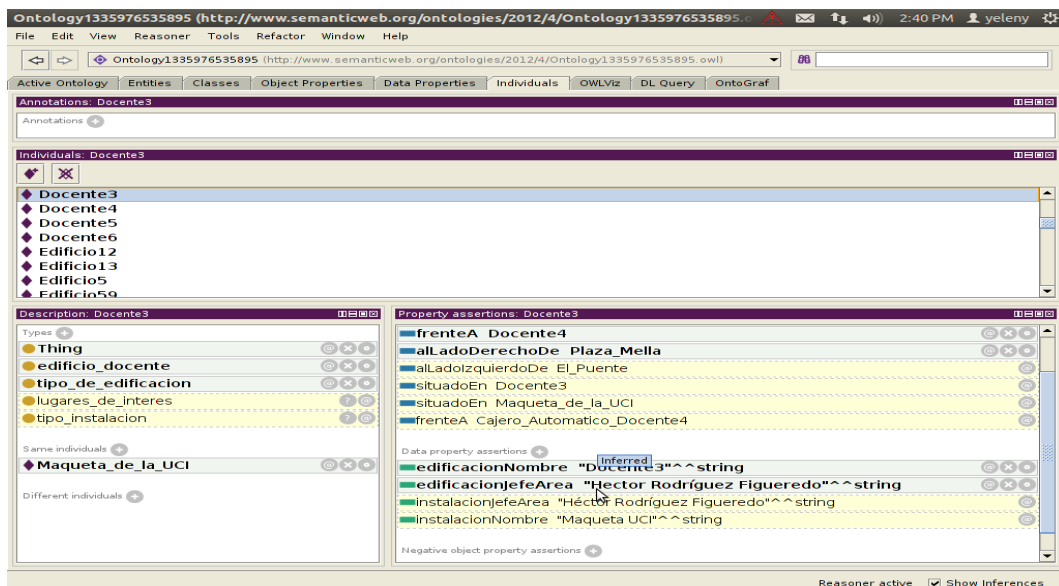 Ontology1335976535895 (http://www.semanticweb.org/ontologies/2012/4/Ontology1335976535895.o 2:40 PM yeleny
File Edit View Reasoner Tools Refactor Window Help
Ontology1335976535895 (http://www.semanticweb.org/ontologies/2012/4/Ontology1335976535895.owl)
Active Ontology Entities Classes Object Properties Data Properties Individuals OWLViz DL Query OntoGraf
Annotations: Docente3
Annotations
Individuals: Docente3
Docente3
Docente4
Docente5
Docente6
Edificio12
Edificio13
Edificio5
Edificio59
Description: Docente3
Types
Thing
edificio_docente
tipo_de_edificacion
lugares_de_interes
tipo_instalacion
Same individuals
Maqueta_de_la_UCI
Different individuals
Property assertions: Docente3
frenteA Docente4
alLadoDerechoDe Plaza_Mella
alLadoIzquierdoDe El_Puente
situadoEn Docente3
situadoEn Maqueta_de_la_UCI
frenteA Cajero_Automatico_Docente4
Data property assertions
Inferred
edificacionNombre "Docente3"^^string
edificacionJefeArea "Hector Rodríguez Figueredo"^^string
instalacionJefeArea "Héctor Rodríguez Figueredo"^^string
instalacionNombre "Maqueta UCI"^^string
Negative object property assertions
Reasoner active Show Inferences